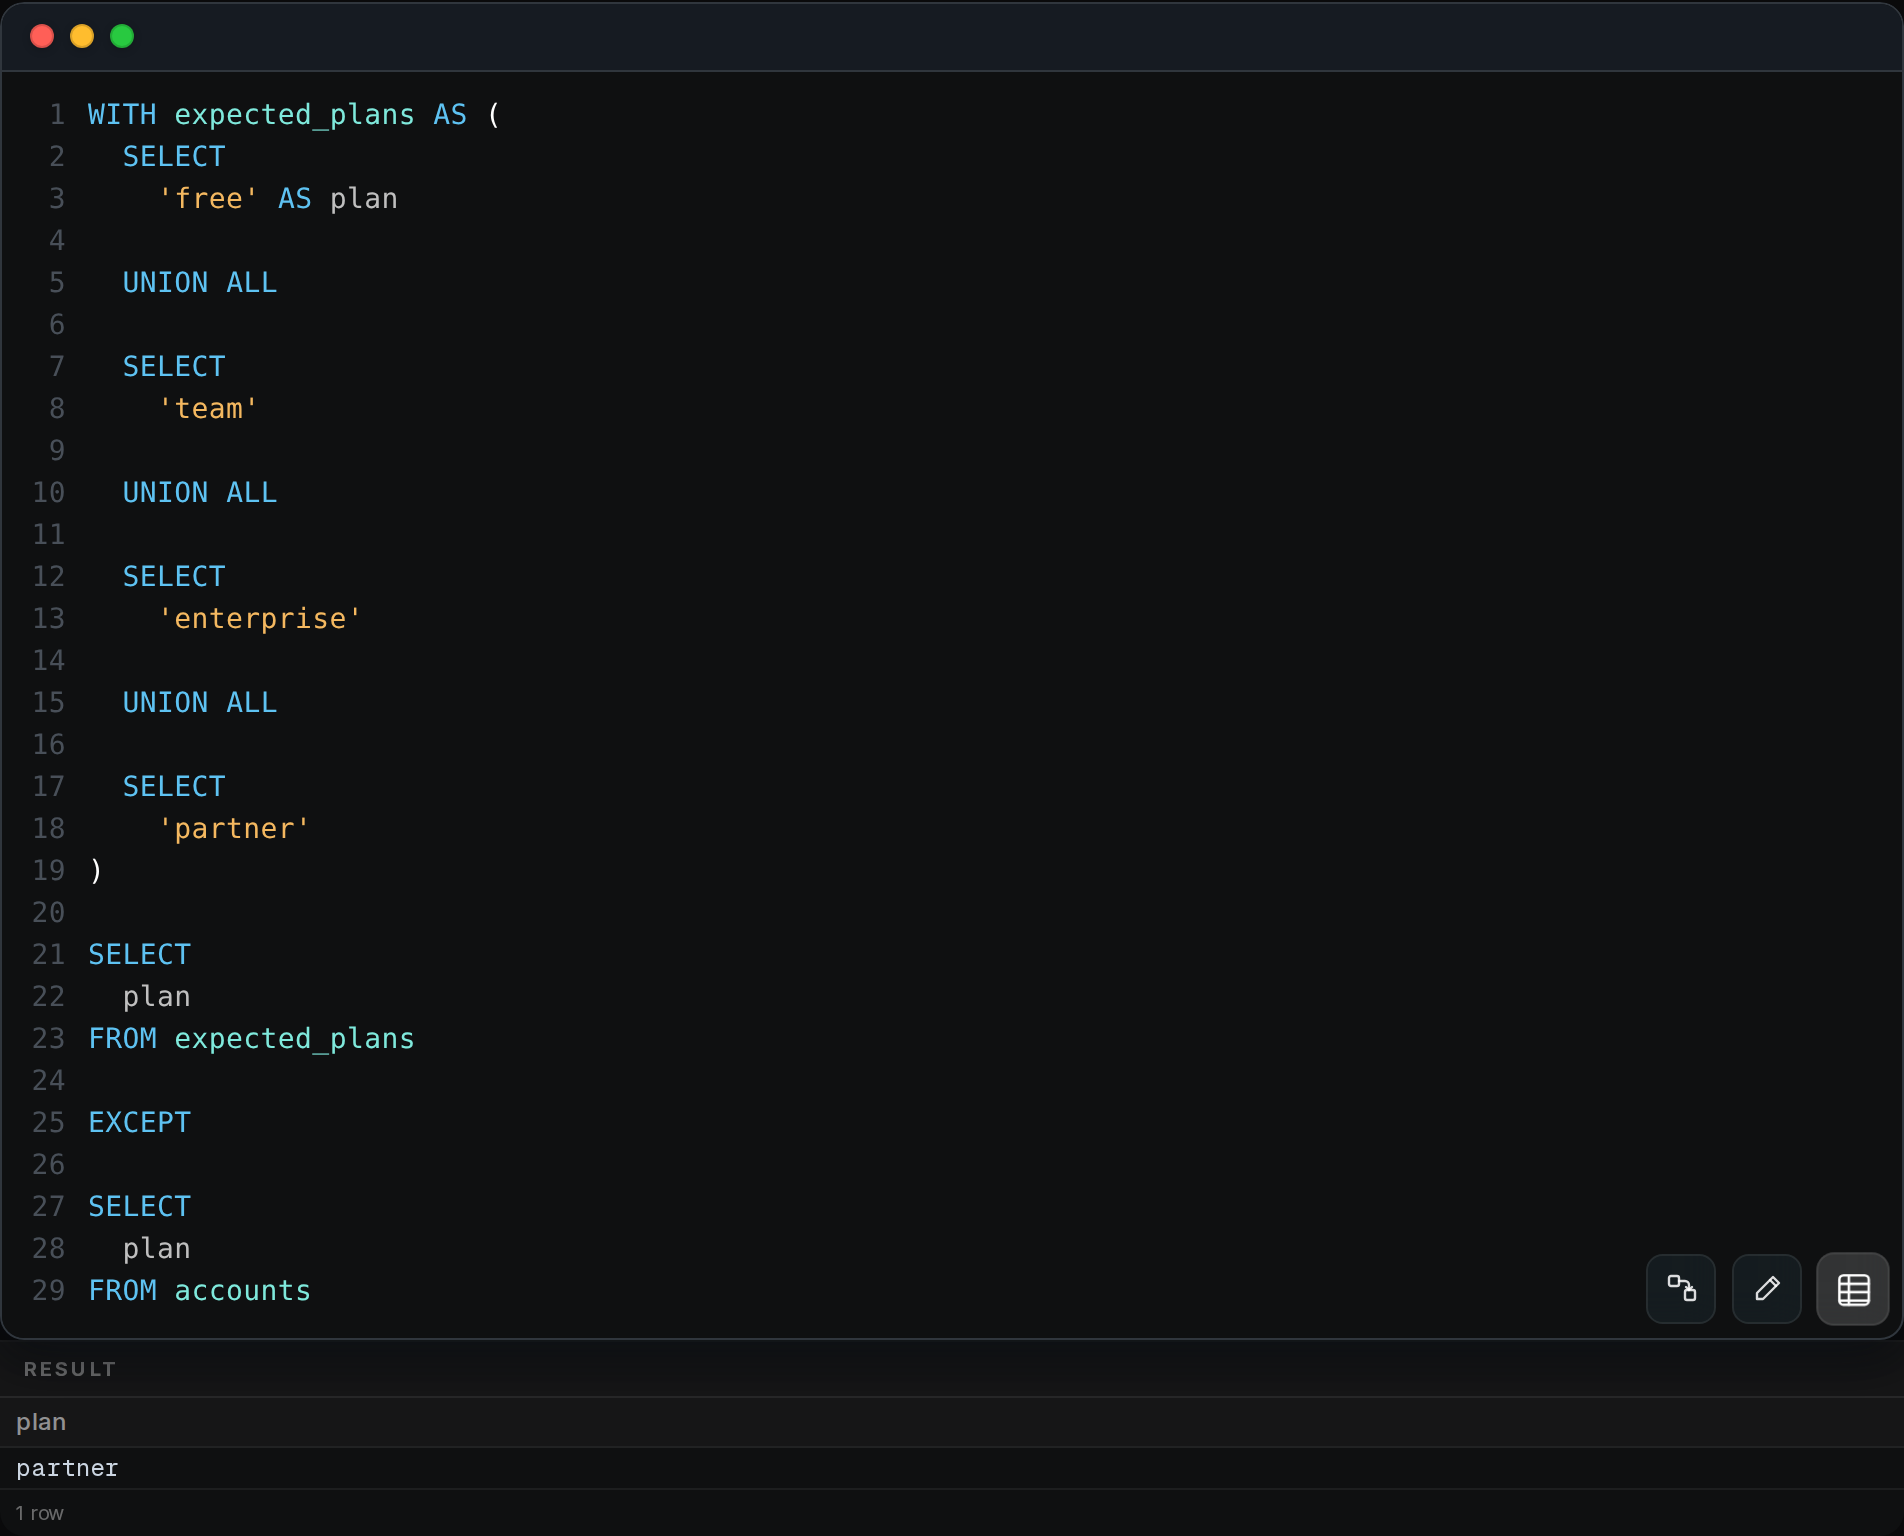 1 WITH expected_plans AS (
2   SELECT
3     'free' AS plan
4
5   UNION ALL
6
7   SELECT
8     'team'
9
10   UNION ALL
11
12   SELECT
13     'enterprise'
14
15   UNION ALL
16
17   SELECT
18     'partner'
19 )
20
21 SELECT
22   plan
23 FROM expected_plans
24
25 EXCEPT
26
27 SELECT
28   plan
29 FROM accounts
RESULT
plan
partner
1 row